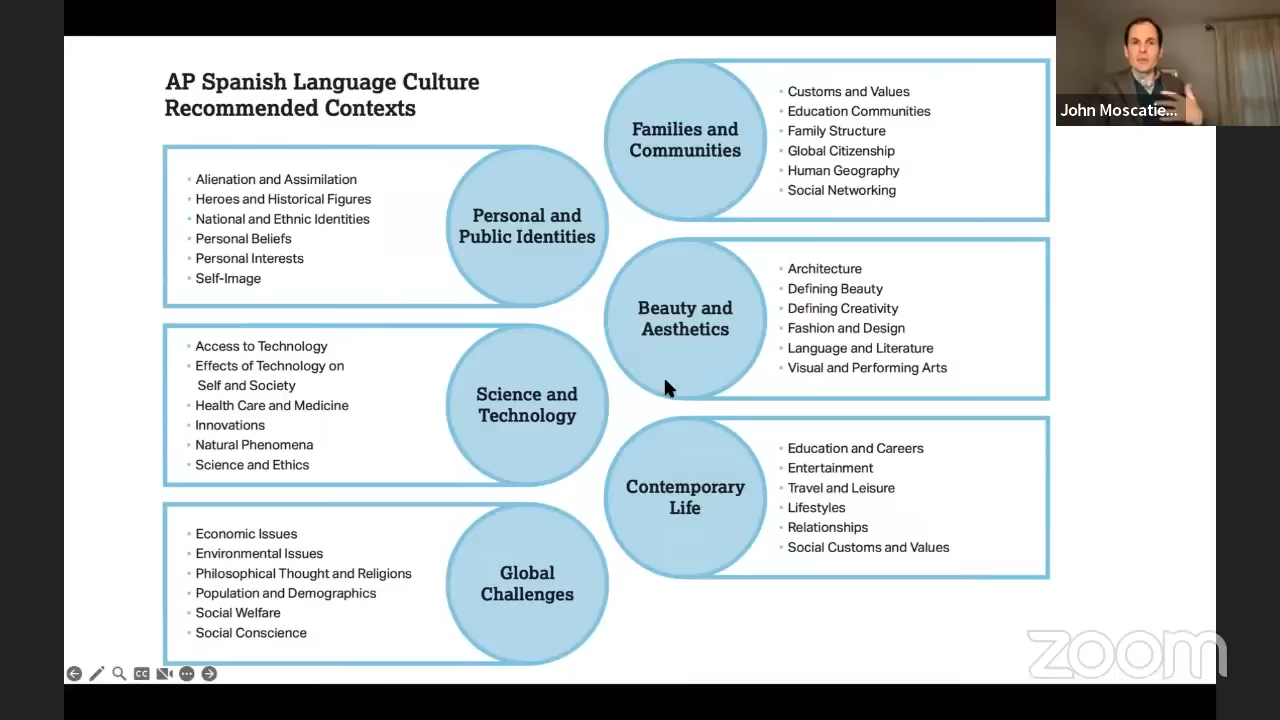 AP Spanish Language Culture
Recommended Contexts
Alienation and Assimilation
Heroes and Historical Figures
National and Ethnic Identities
Personal Beliefs
Personal Interests
Self-Image
Personal and
Public Identities
Access to Technology
Effects of Technology on
Self and Society
Health Care and Medicine
Innovations
Natural Phenomena
Science and Ethics
Science and
Technology
Economic Issues
Environmental Issues
Philosophical Thought and Religions
Population and Demographics
Social Welfare
Social Conscience
Global
Challenges
Families and
Communities
Customs and Values
Education Communities
Family Structure
Global Citizenship
Human Geography
Social Networking
Beauty and
Aesthetics
Architecture
Defining Beauty
Defining Creativity
Fashion and Design
Language and Literature
Visual and Performing Arts
Contemporary
Life
Education and Careers
Entertainment
Travel and Leisure
Lifestyles
Relationships
Social Customs and Values
John Moscatie...
CC
zoom